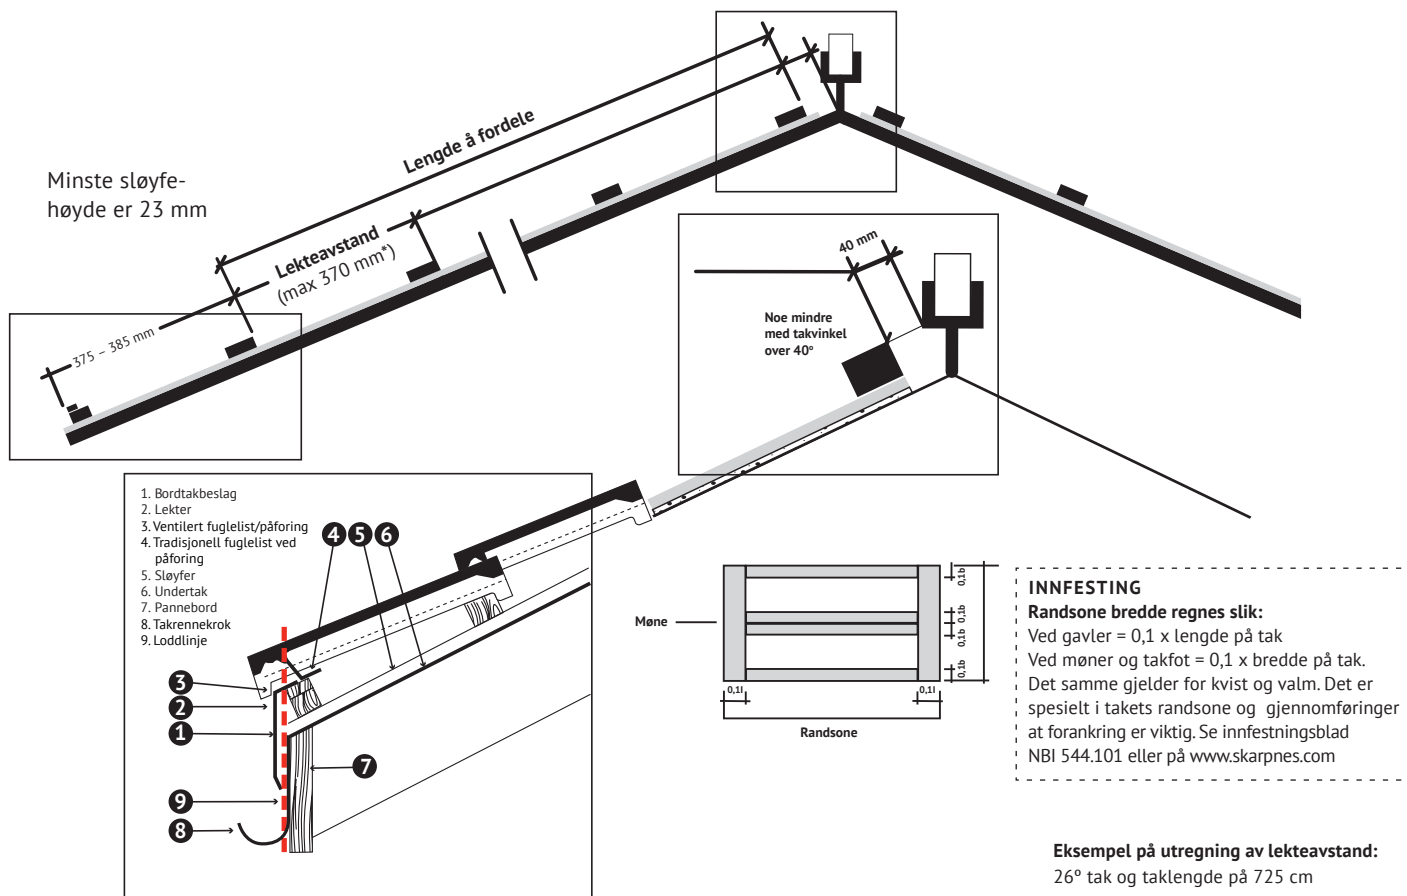 Lengde å fordele
Minste sløyfe-
høyde er 23 mm
Lekteavstand
(max 370 mm*)
375 – 385 mm
40 mm
Noe mindre
med takvinkel
over 40°
1. Bordtakbeslag
2. Lekter
3. Ventilert fuglelist/påforing
4. Tradisjonell fuglelist ved
påforing
5. Sløyfer
6. Undertak
7. Pannebord
8. Takrennekrok
9. Loddlinje
4 5 6
3
2
1
7
9
8
Møne
0,1b
0,1b
0,1b
0,1b
0,1l
0,1l
Randsone
INNFESTING
Randsone bredde regnes slik:
Ved gavler = 0,1 x lengde på tak
Ved møner og takfot = 0,1 x bredde på tak.
Det samme gjelder for kvist og valm. Det er
spesielt i takets randsone og gjennomføringer
at forankring er viktig. Se innfestningsblad
NBI 544.101 eller på www.skarpnes.com
Eksempel på utregning av lekteavstand:
26º tak og taklengde på 725 cm